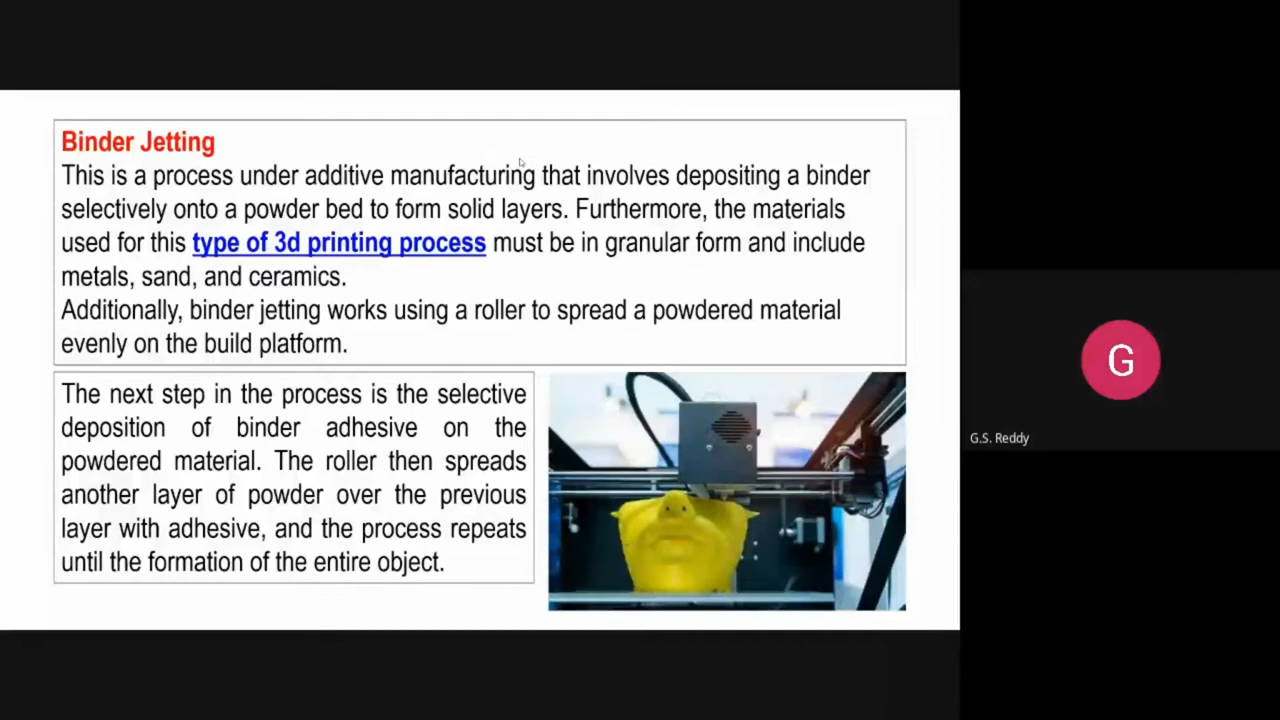 Binder Jetting
This is a process under additive manufacturing that involves depositing a binder
selectively onto a powder bed to form solid layers. Furthermore, the materials
used for this type of 3d printing process must be in granular form and include
metals, sand, and ceramics.
Additionally, binder jetting works using a roller to spread a powdered material
evenly on the build platform.
The next step in the process is the selective
deposition of binder adhesive on the
powdered material. The roller then spreads
another layer of powder over the previous
layer with adhesive, and the process repeats
until the formation of the entire object.
G
G.S. Reddy